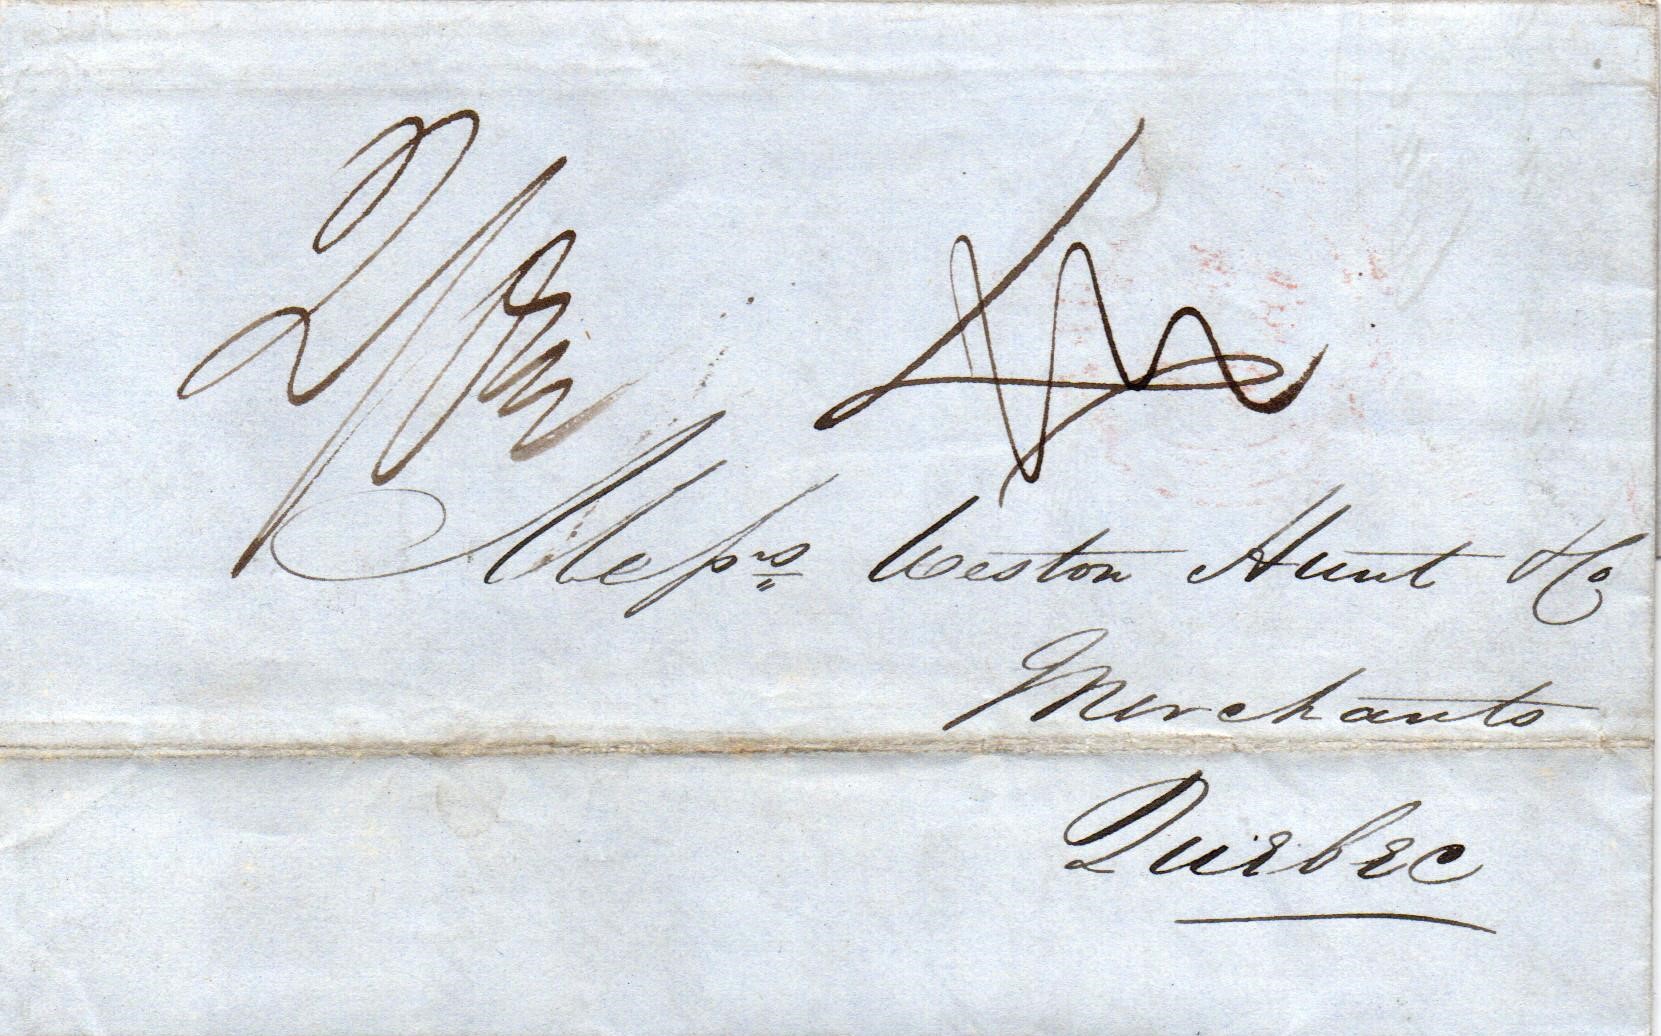 Messrs Weston Hunt & Co
Merchants
Quebec